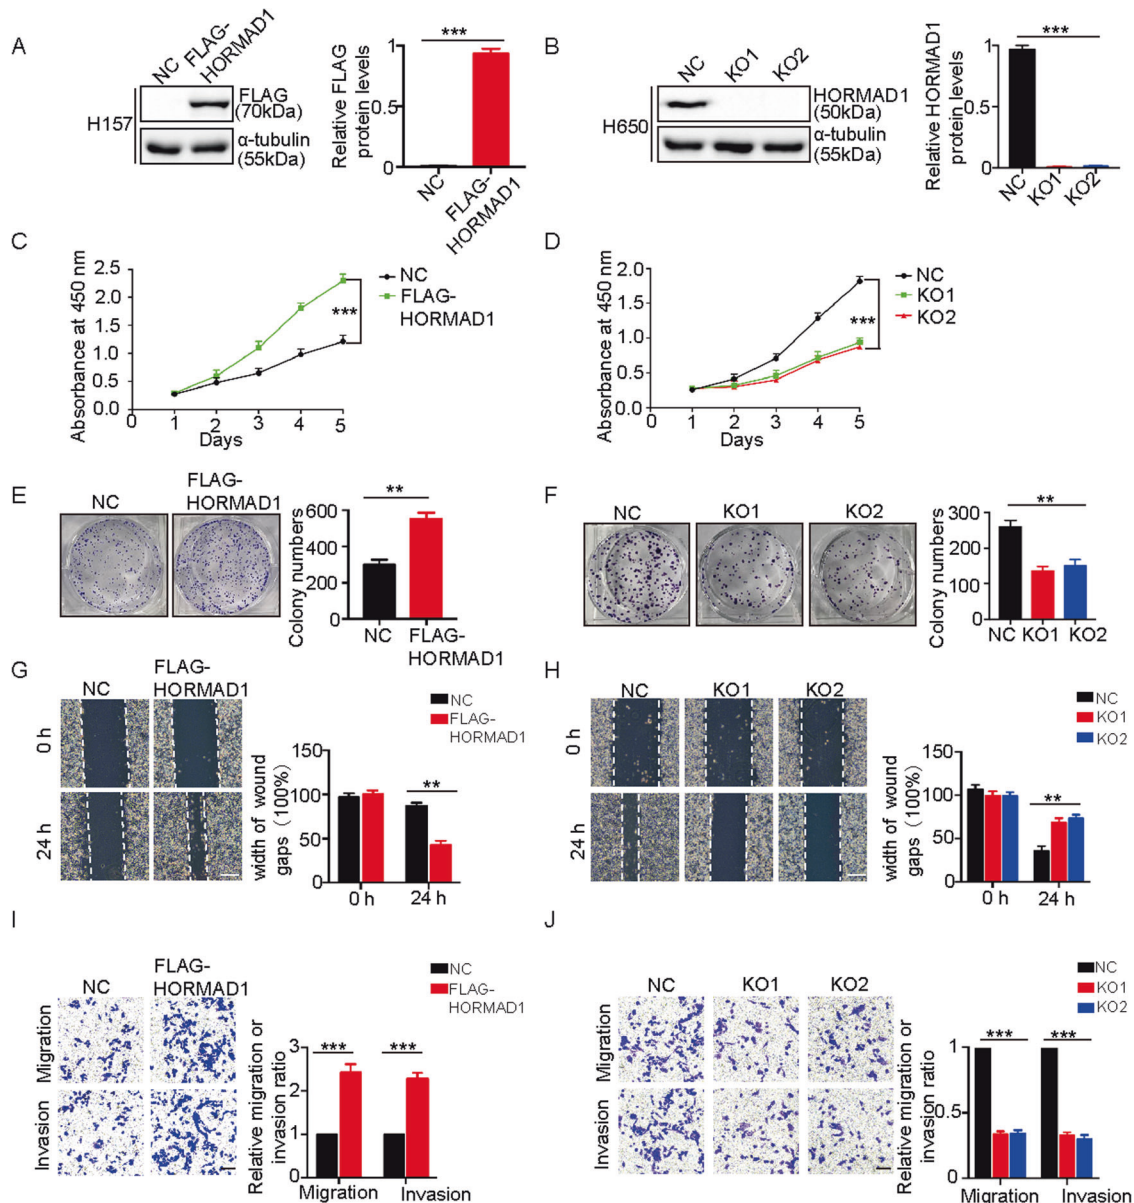 A
NC
FLAG-
HORMAD1
H157
FLAG
(70kDa)
α-tubulin
(55kDa)
Relative FLAG
protein levels
1
0.5
0
***
NC
FLAG-
HORMAD1
B
NC
KO1
KO2
H650
HORMAD1
(50kDa)
α-tubulin
(55kDa)
Relative HORMAD1
protein levels
1
0.5
0
***
NC
KO1
KO2
C
Absorbance at 450 nm
2.5
2.0
1.5
1.0
0.5
0.0
0 1 2 3 4 5
Days
***
NC
FLAG-
HORMAD1
D
Absorbance at 450 nm
2.0
1.5
1.0
0.5
0.0
0 1 2 3 4 5
Days
***
NC
KO1
KO2
E
NC
FLAG-
HORMAD1
Colony numbers
600
400
200
0
**
NC
FLAG-
HORMAD1
F
NC
KO1
KO2
Colony numbers
300
200
100
0
**
NC KO1 KO2
G
NC
FLAG-
HORMAD1
0 h
24 h
NC
FLAG-
HORMAD1
width of wound
gaps (100%)
150
100
50
0
**
0 h 24 h
H
NC KO1 KO2
0 h
24 h
NC
KO1
KO2
width of wound
gaps (100%)
150
100
50
0
**
0 h 24 h
I
NC
FLAG-
HORMAD1
Migration
Invasion
NC
FLAG-
HORMAD1
Relative migration or
invasion ratio
3
2
1
0
*** ***
Migration Invasion
J
NC KO1 KO2
Migration
Invasion
NC
KO1
KO2
Relative migration or
invasion ratio
1
0.5
0
*** ***
Migration Invasion